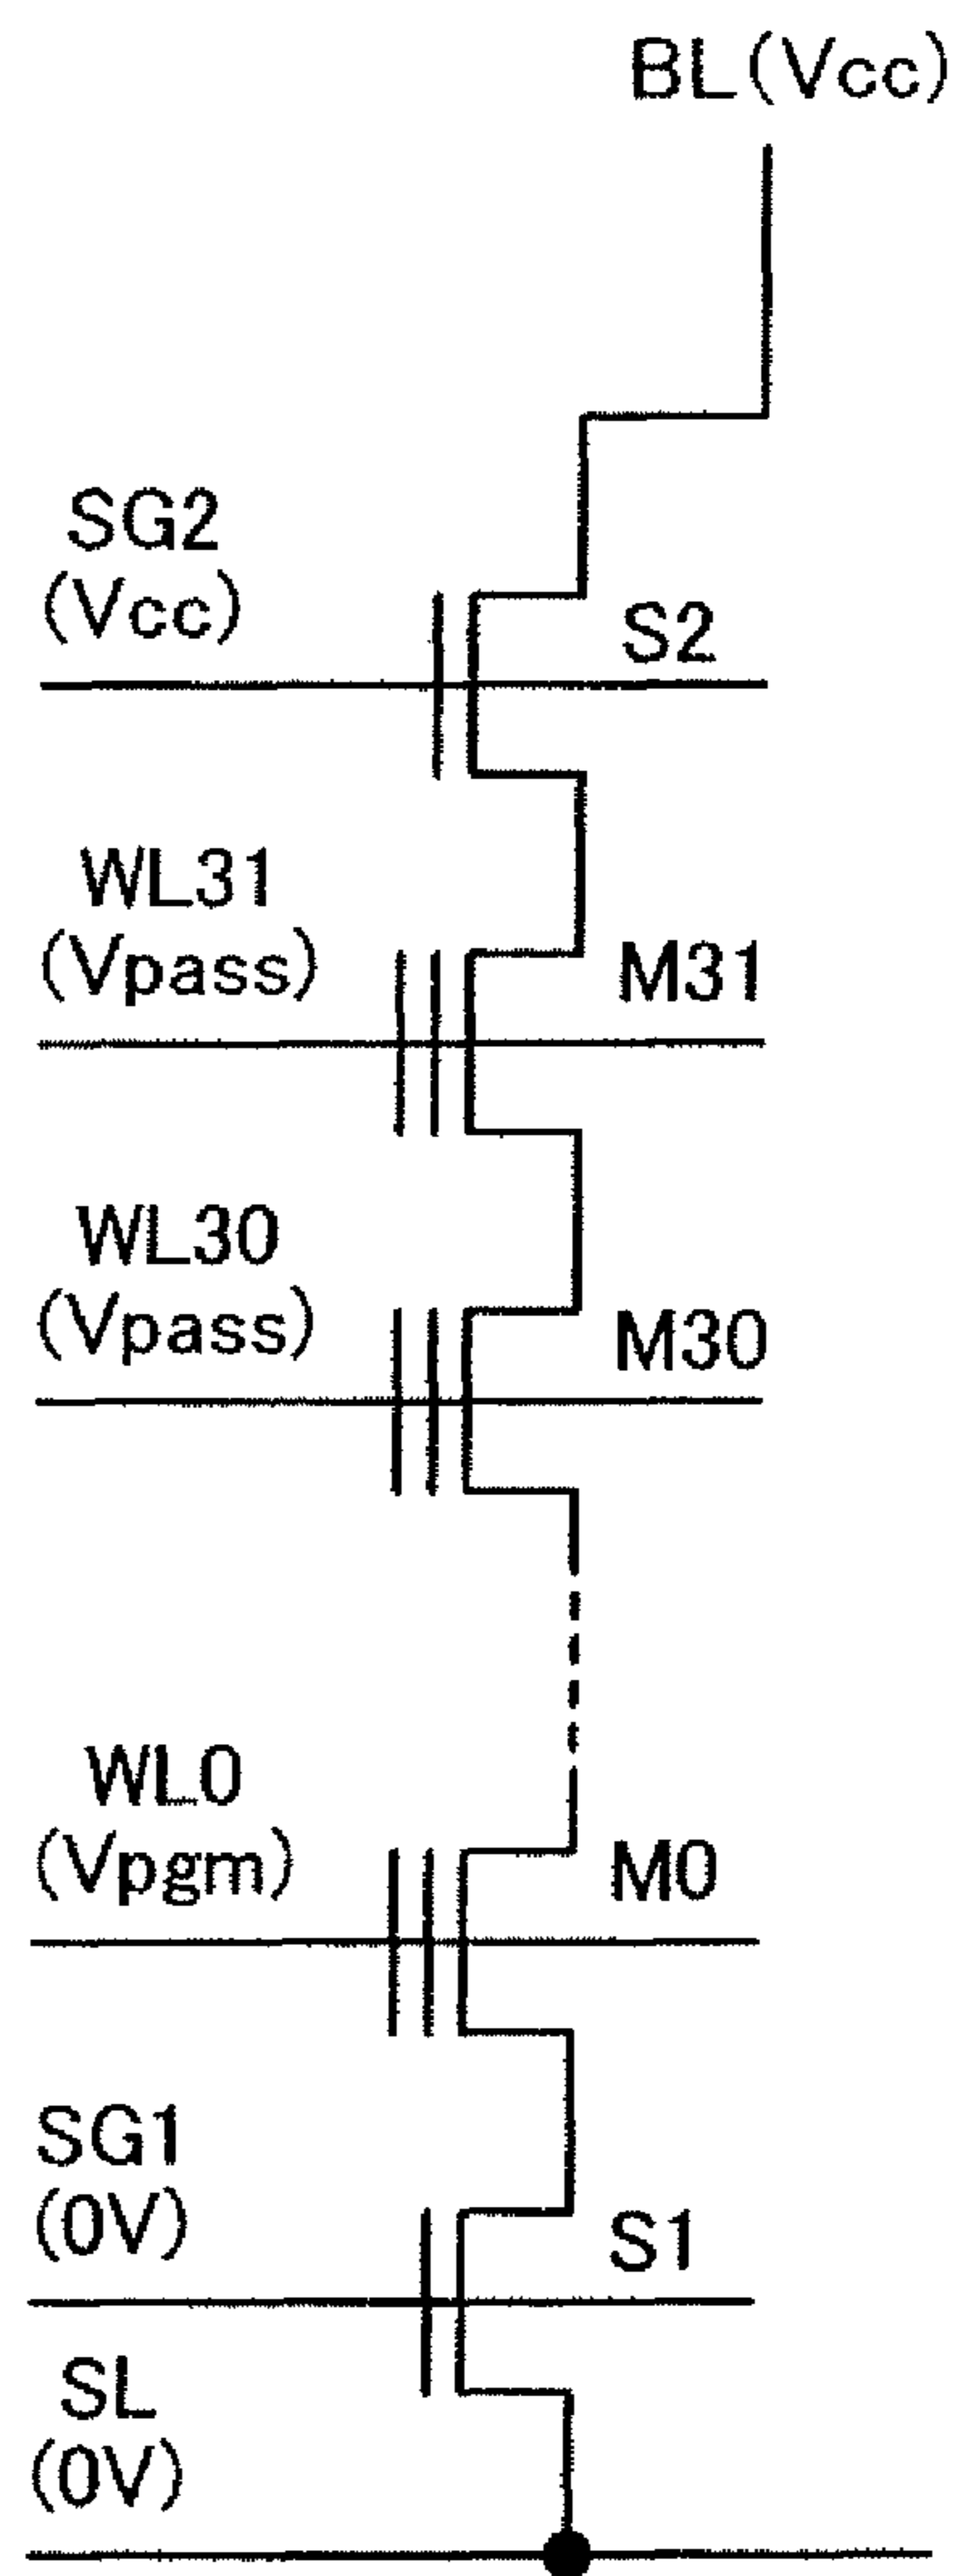 BL(Vcc)
SG2
(Vcc)
S2
WL31
(Vpass)
M31
WL30
(Vpass)
M30
WL0
(Vpgm)
M0
SG1
(0V)
S1
SL
(0V)